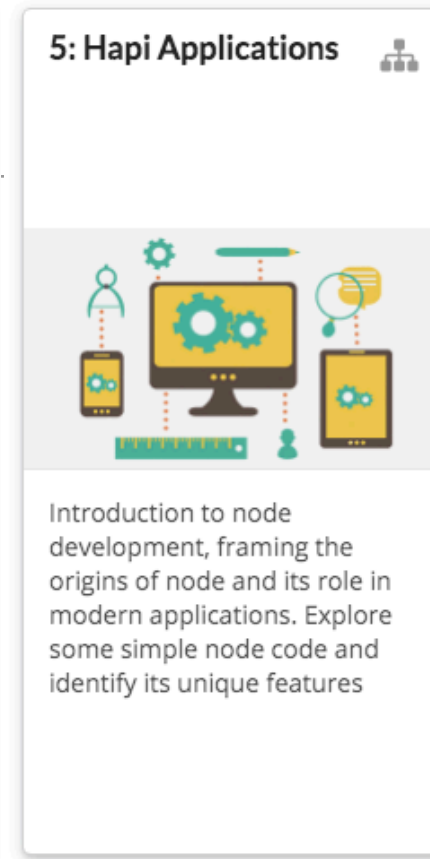 5: Hapi Applications
Introduction to node
development, framing the
origins of node and its role in
modern applications. Explore
some simple node code and
identify its unique features